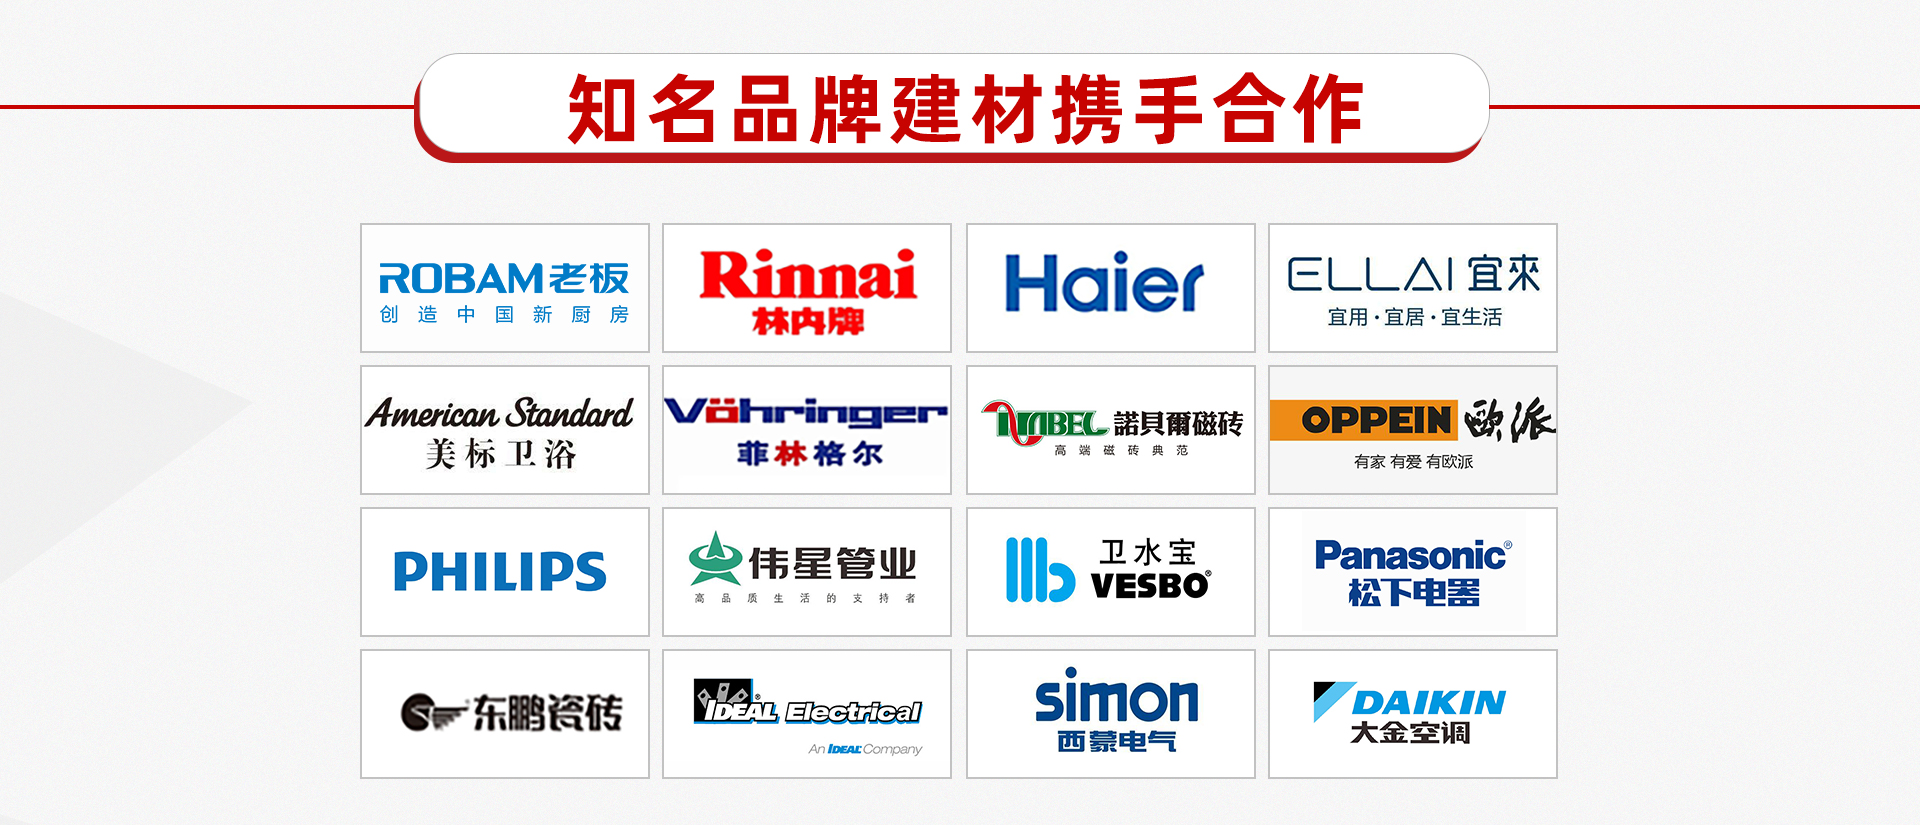 知名品牌建材携手合作
ROBAM老板
创造中国新厨房
Rinnai
林内牌
Haier
ELLAI 宜來
宜用·宜居·宜生活
American Standard
美标卫浴
Vöhringer
菲林格尔
NABEL 諾貝爾磁砖
高端磁砖典范
OPPEIN 歐派
有家 有爱 有欧派
PHILIPS
伟星管业
高品质生活的支持者
卫水宝
VESBO®
Panasonic®
松下电器
东鹏瓷砖
IDEAL® Electrical
An IDEAL Company
simon
西蒙电气
DAIKIN
大金空调